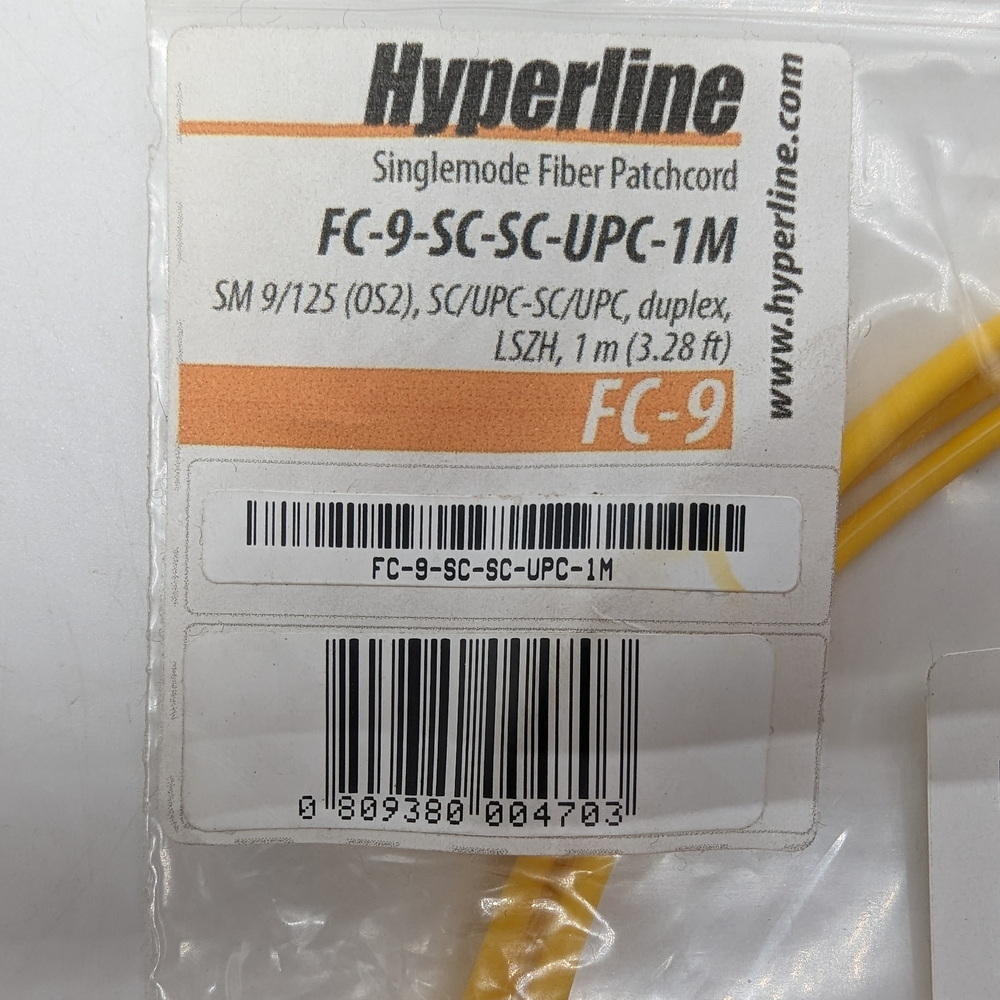 Hyperline
Singlemode Fiber Patchcord
FC-9-SC-SC-UPC-1M
SM 9/125 (OS2), SC/UPC-SC/UPC, duplex,
LSZH, 1 m (3.28 ft)
FC-9
www.hyperline.com
FC-9-SC-SC-UPC-1M
0 809380 004703